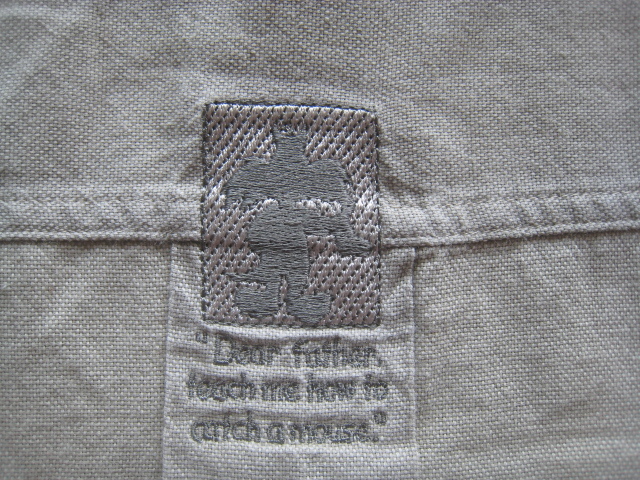 "Dear father,
teach me how to
catch a mouse."